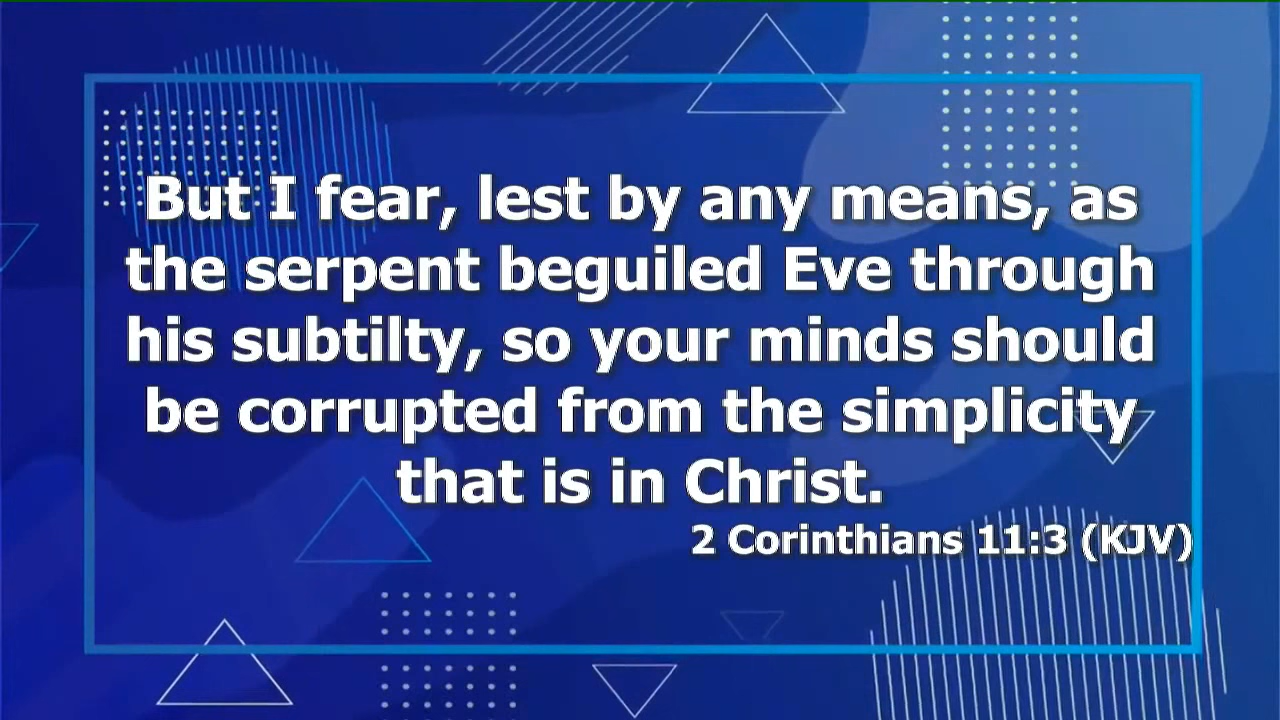 But I fear, lest by any means, as
the serpent beguiled Eve through
his subtilty, so your minds should
be corrupted from the simplicity
that is in Christ.
2 Corinthians 11:3 (KJV)